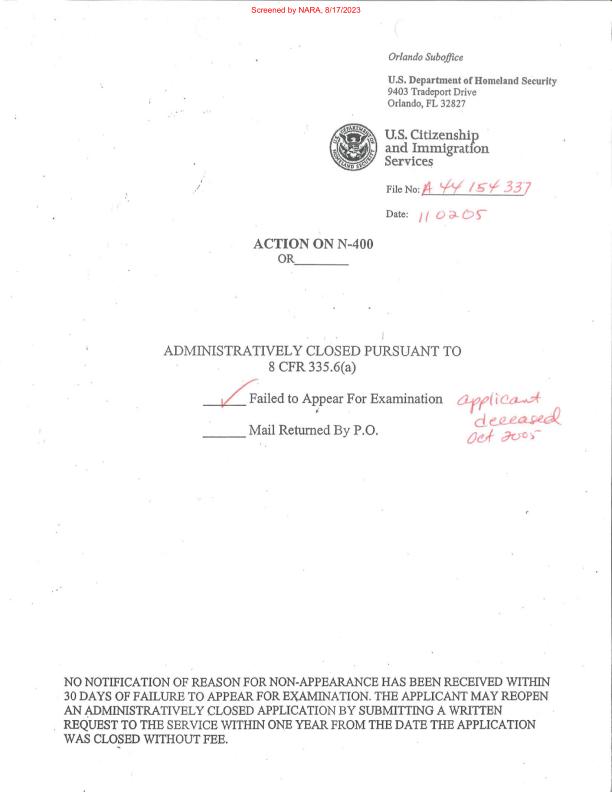 Screened by NARA, 8/17/2023
Orlando Suboffice
U.S. Department of Homeland Security
9403 Tradeport Drive
Orlando, FL 32827
U.S. Citizenship
and Immigration
Services
File No: A 44 154 337
Date: 110205
ACTION ON N-400
OR________
ADMINISTRATIVELY CLOSED PURSUANT TO
8 CFR 335.6(a)
___✓__ Failed to Appear For Examination
applicant
deceased
Oct 2005
______ Mail Returned By P.O.
NO NOTIFICATION OF REASON FOR NON-APPEARANCE HAS BEEN RECEIVED WITHIN
30 DAYS OF FAILURE TO APPEAR FOR EXAMINATION. THE APPLICANT MAY REOPEN
AN ADMINISTRATIVELY CLOSED APPLICATION BY SUBMITTING A WRITTEN
REQUEST TO THE SERVICE WITHIN ONE YEAR FROM THE DATE THE APPLICATION
WAS CLOSED WITHOUT FEE.